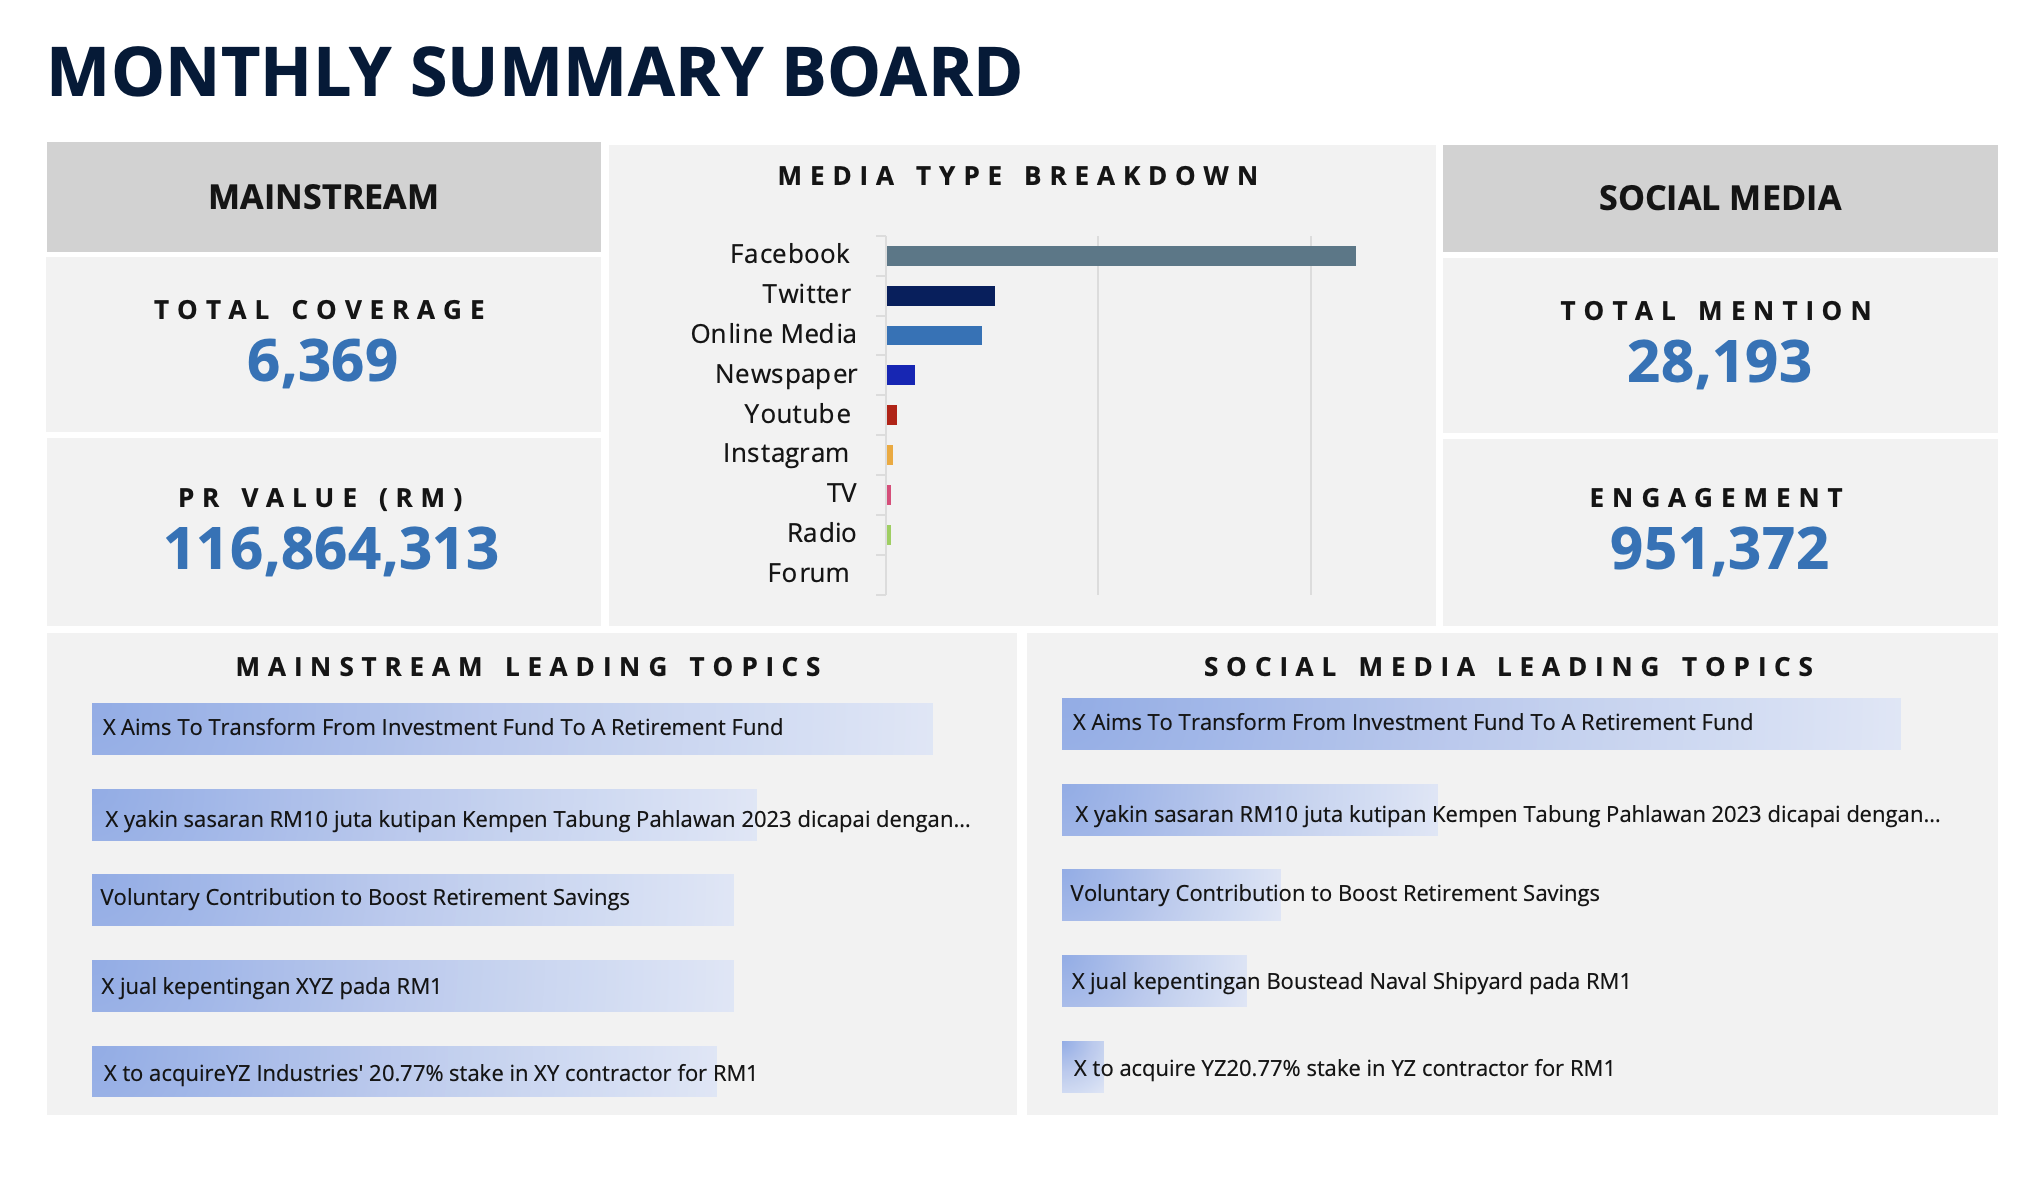 MONTHLY SUMMARY BOARD
MAINSTREAM
TOTAL COVERAGE
6,369
PR VALUE (RM)
116,864,313
MEDIA TYPE BREAKDOWN
Facebook
Twitter
Online Media
Newspaper
Youtube
Instagram
TV
Radio
Forum
SOCIAL MEDIA
TOTAL MENTION
28,193
ENGAGEMENT
951,372
MAINSTREAM LEADING TOPICS
X Aims To Transform From Investment Fund To A Retirement Fund
X yakin sasaran RM10 juta kutipan Kempen Tabung Pahlawan 2023 dicapai dengan...
Voluntary Contribution to Boost Retirement Savings
X jual kepentingan XYZ pada RM1
X to acquireYZ Industries' 20.77% stake in XY contractor for RM1
SOCIAL MEDIA LEADING TOPICS
X Aims To Transform From Investment Fund To A Retirement Fund
X yakin sasaran RM10 juta kutipan Kempen Tabung Pahlawan 2023 dicapai dengan...
Voluntary Contribution to Boost Retirement Savings
X jual kepentingan Boustead Naval Shipyard pada RM1
X to acquire YZ20.77% stake in YZ contractor for RM1